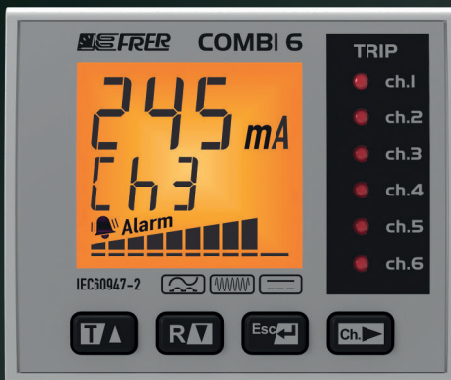 FRER COMBI 6
TRIP
ch.1
ch.2
ch.3
ch.4
ch.5
ch.6
245 mA
Ch3
Alarm
IEC60947-2
T
R
Esc
Ch.